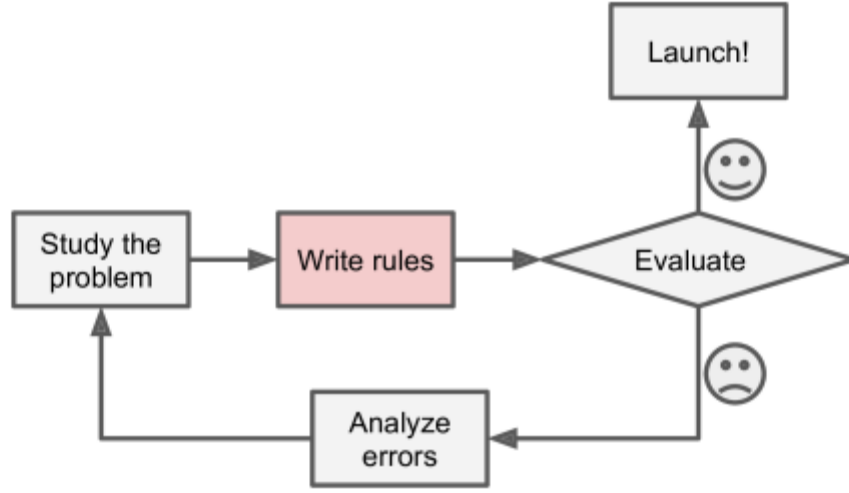 Launch!
Study the
problem
Write rules
Evaluate
Analyze
errors